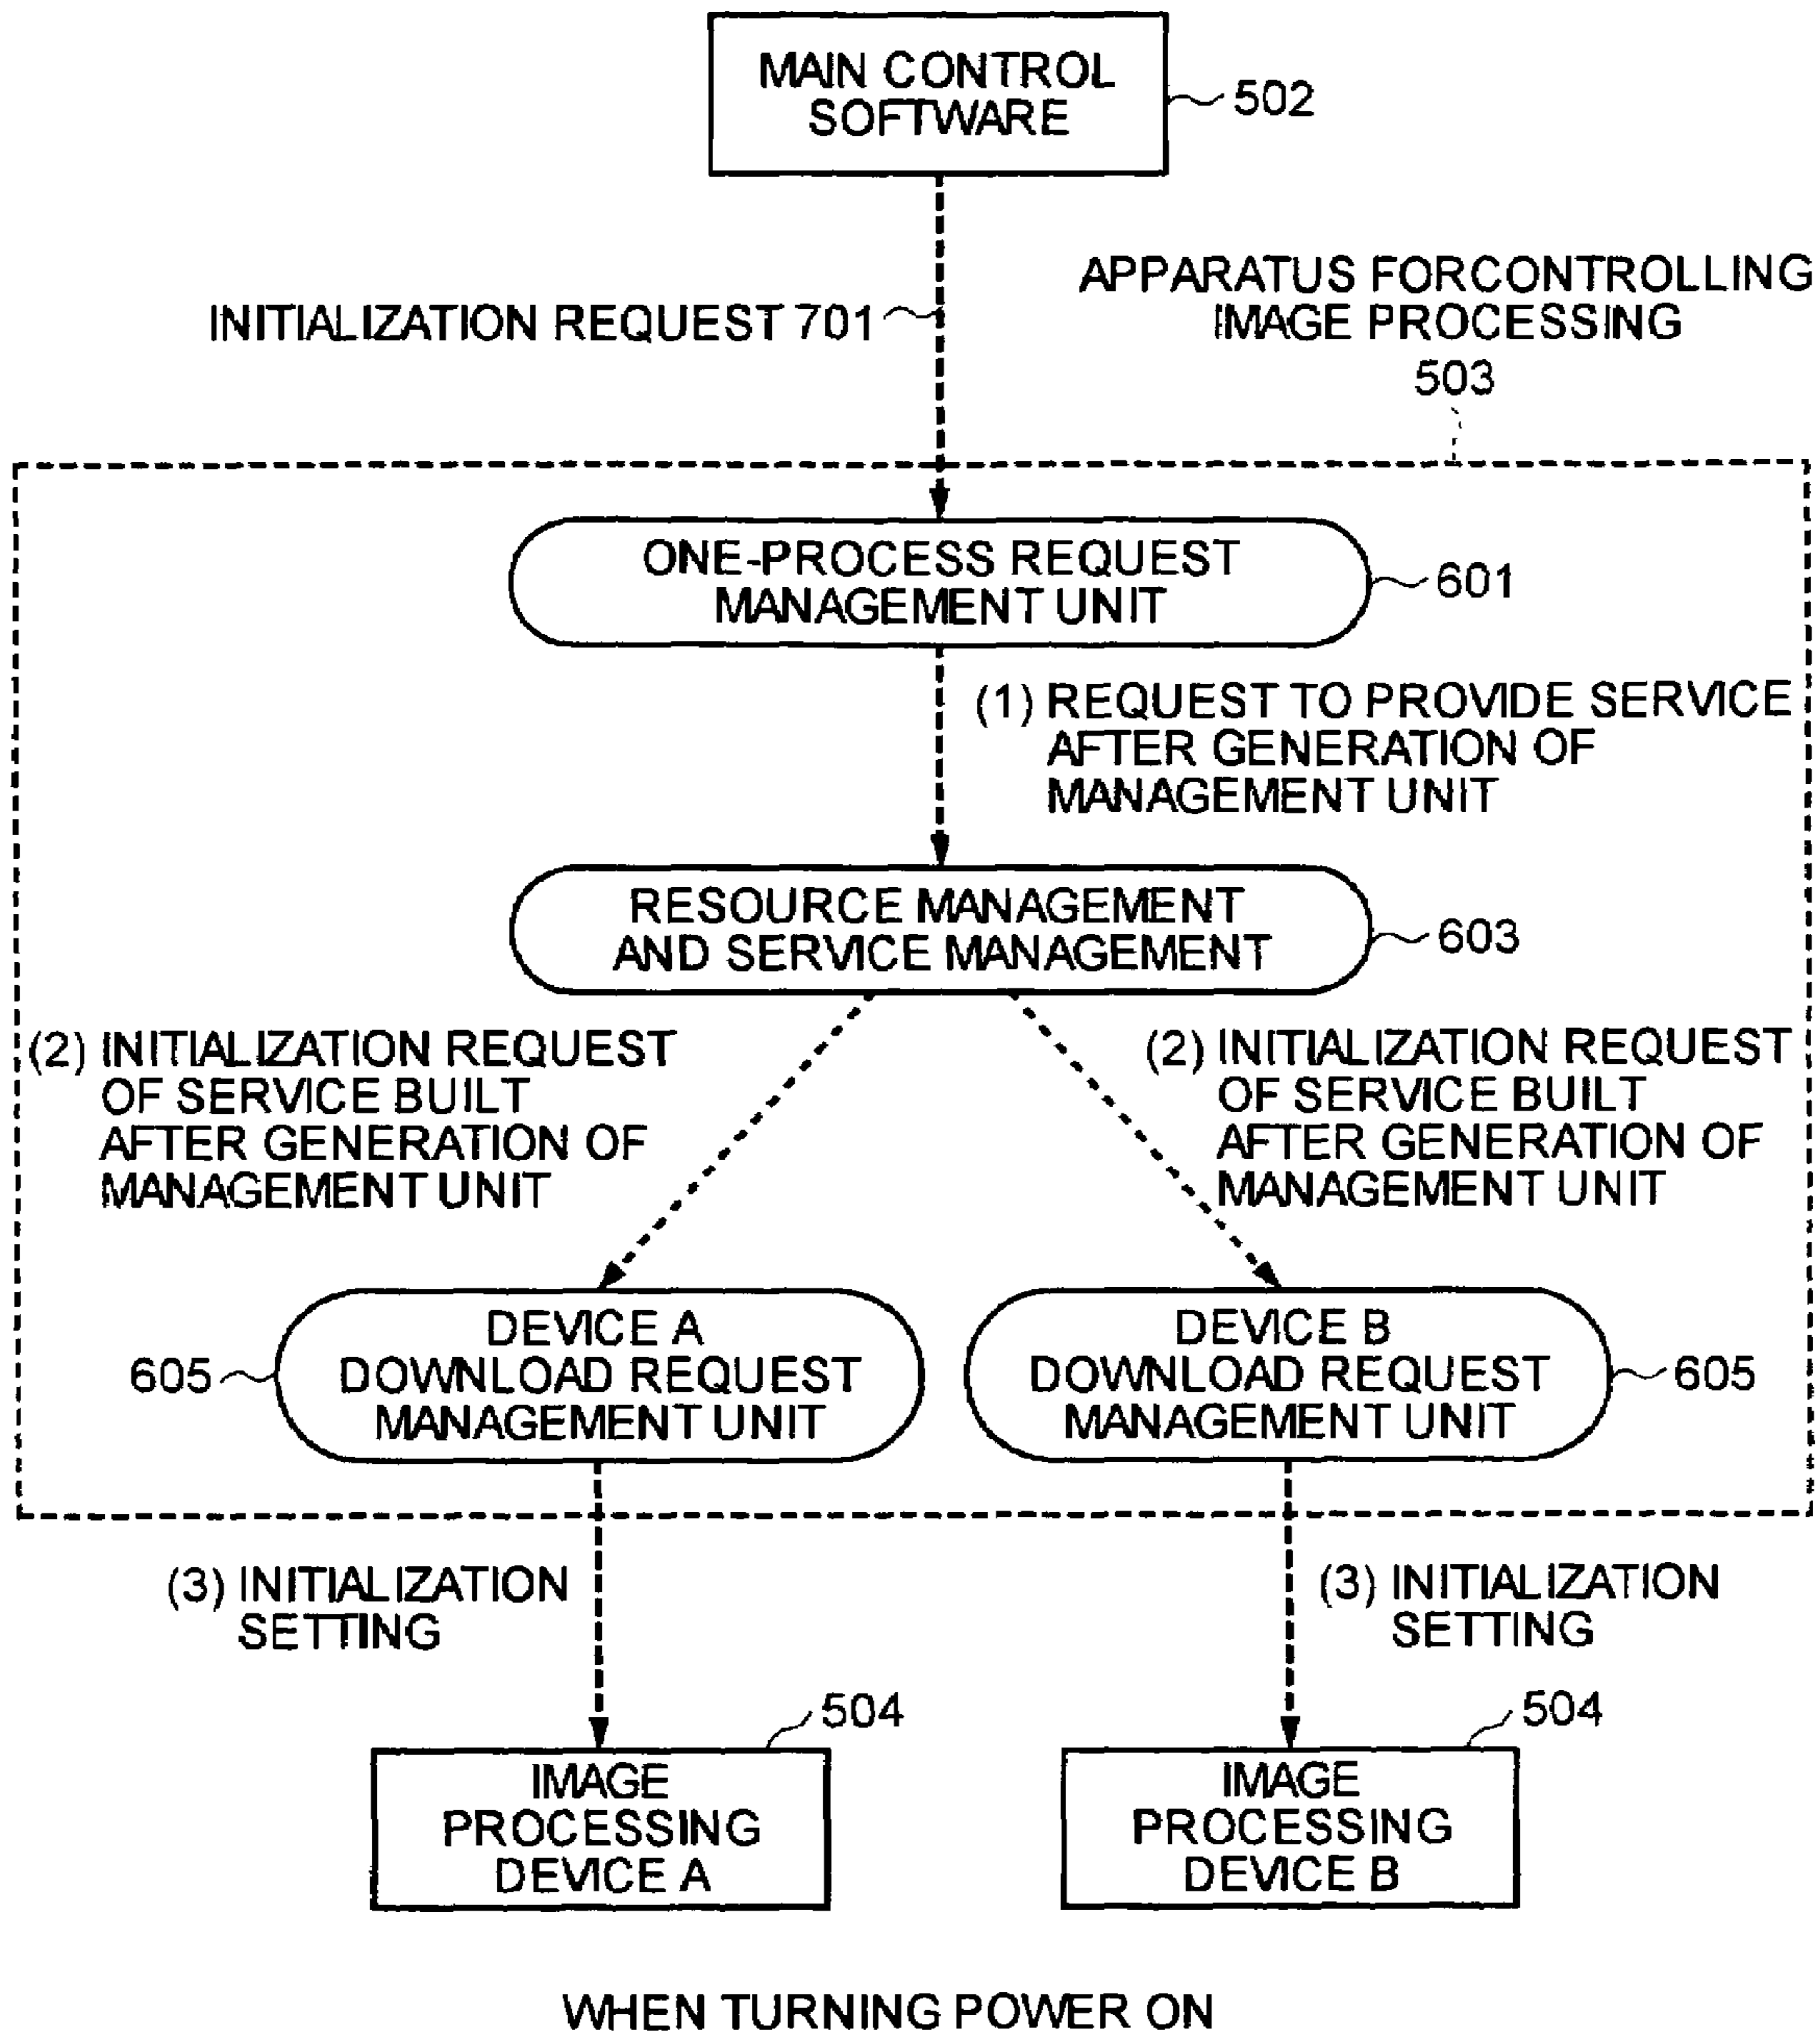 MAIN CONTROL
SOFTWARE
502
INITIALIZATION REQUEST 701
APPARATUS FORCONTROLLING
IMAGE PROCESSING
503
ONE-PROCESS REQUEST
MANAGEMENT UNIT
601
(1) REQUEST TO PROVIDE SERVICE
AFTER GENERATION OF
MANAGEMENT UNIT
RESOURCE MANAGEMENT
AND SERVICE MANAGEMENT
603
(2) INITIALIZATION REQUEST
OF SERVICE BUILT
AFTER GENERATION OF
MANAGEMENT UNIT
(2) INITIALIZATION REQUEST
OF SERVICE BUILT
AFTER GENERATION OF
MANAGEMENT UNIT
605
DEVICE A
DOWNLOAD REQUEST
MANAGEMENT UNIT
DEVICE B
DOWNLOAD REQUEST
MANAGEMENT UNIT
605
(3) INITIALIZATION
SETTING
(3) INITIALIZATION
SETTING
504
IMAGE
PROCESSING
DEVICE A
504
IMAGE
PROCESSING
DEVICE B
WHEN TURNING POWER ON